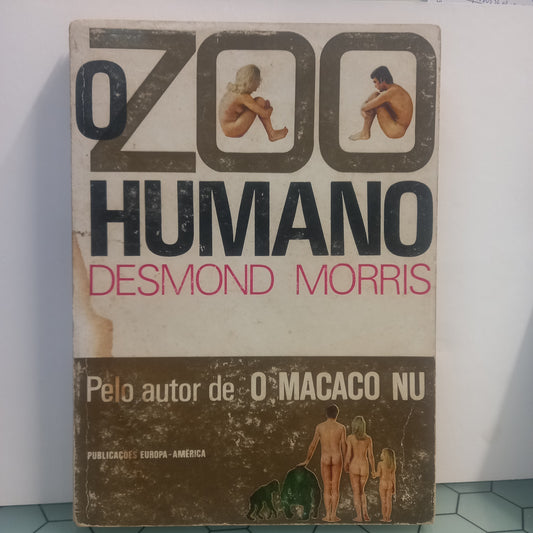 O ZOO
HUMANO
DESMOND MORRIS
Pelo autor de O MACACO NU
PUBLICAÇÕES EUROPA-AMÉRICA